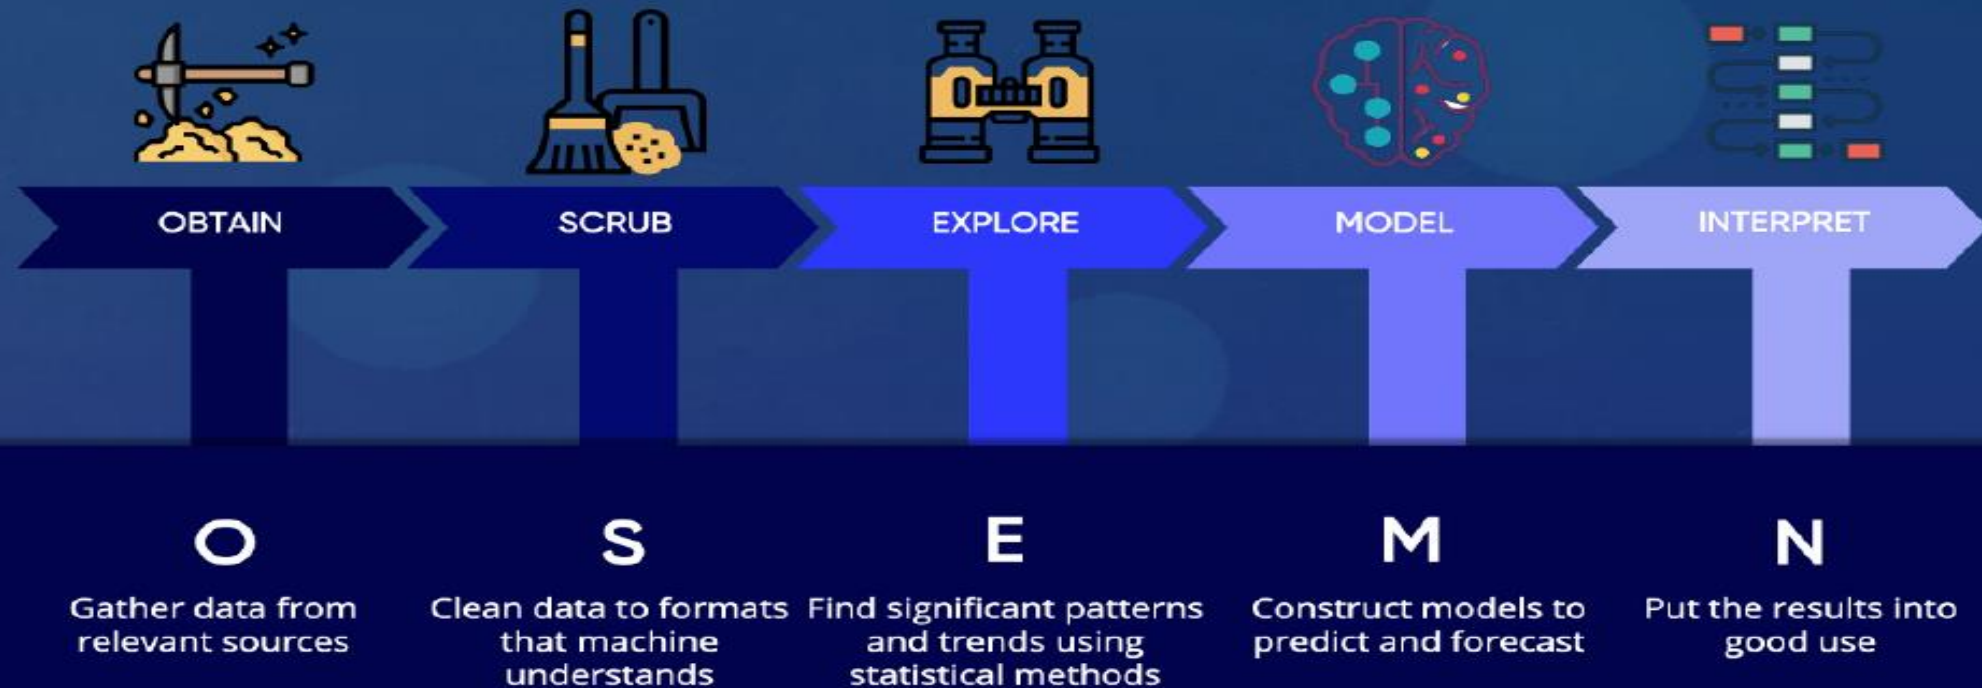 OBTAIN
SCRUB
EXPLORE
MODEL
INTERPRET
O
Gather data from
relevant sources
S
Clean data to formats
that machine
understands
E
Find significant patterns
and trends using
statistical methods
M
Construct models to
predict and forecast
N
Put the results into
good use